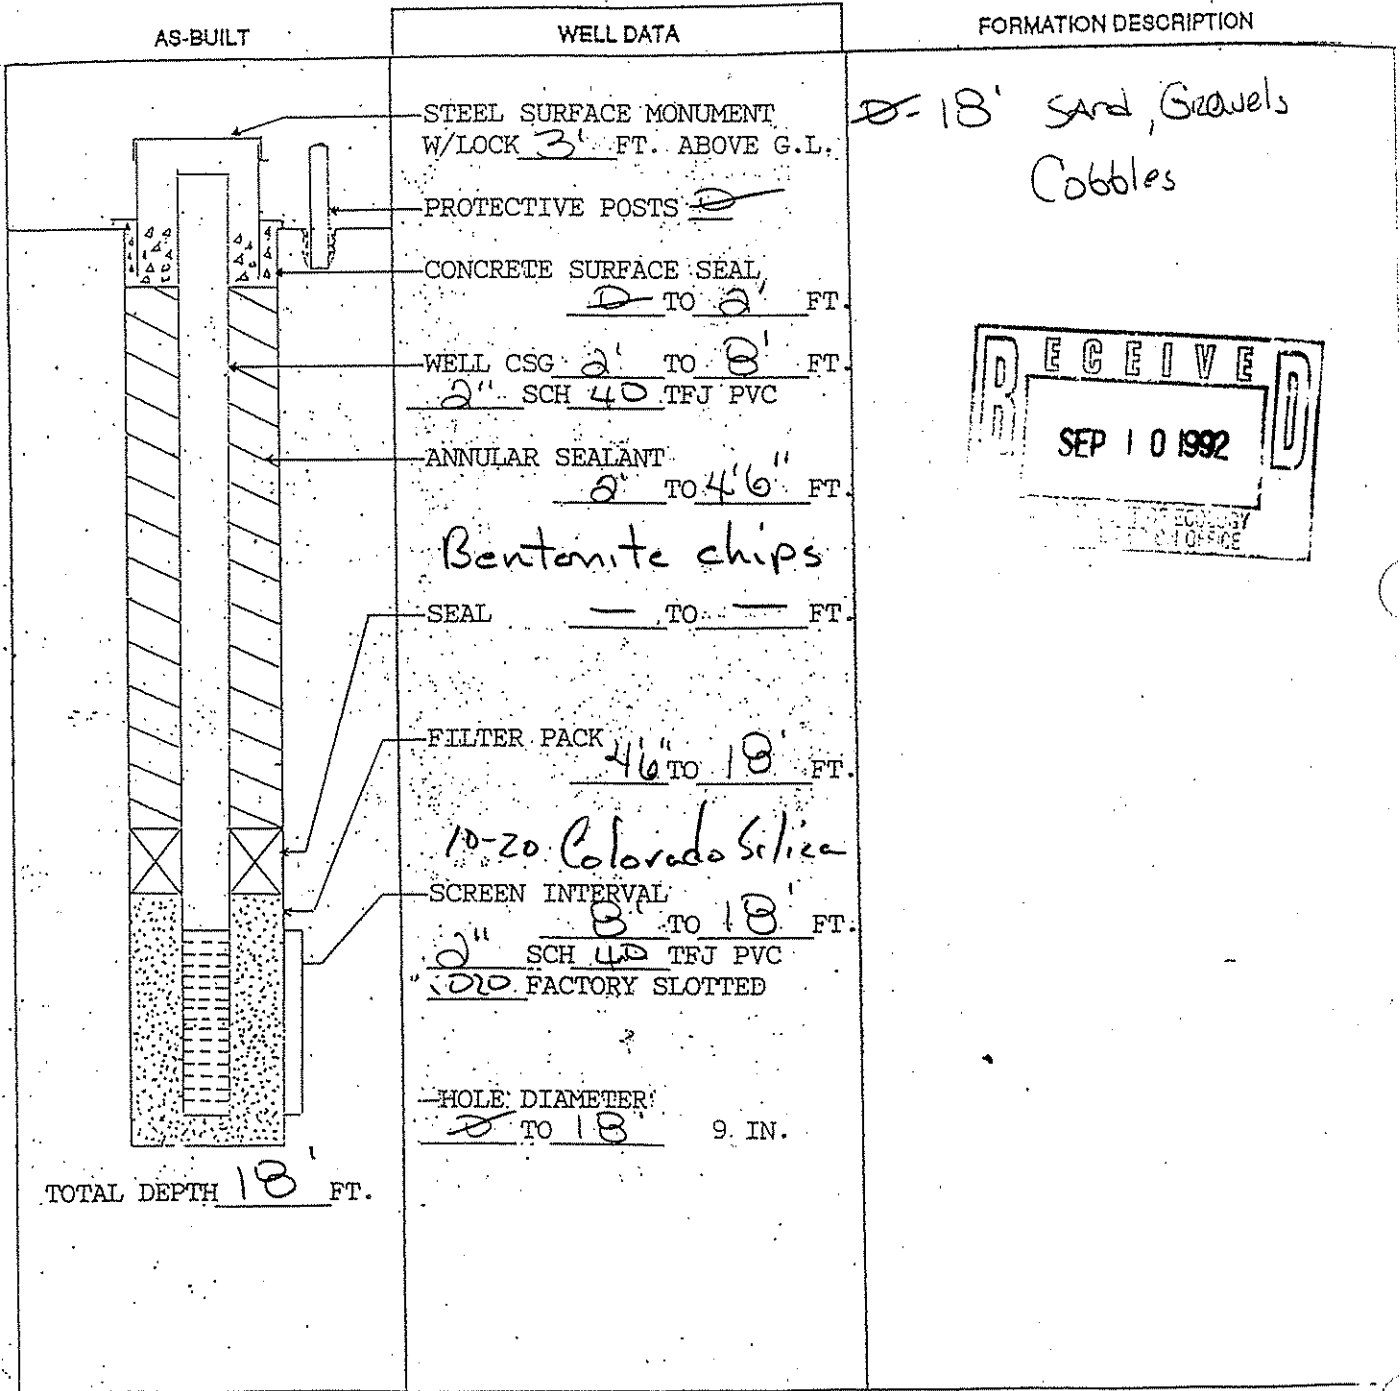 AS-BUILT
WELL DATA
FORMATION DESCRIPTION
STEEL SURFACE MONUMENT
W/LOCK 3' FT. ABOVE G.L.
PROTECTIVE POSTS 0
CONCRETE SURFACE SEAL
0 TO 2' FT.
WELL CSG 2' TO 8' FT.
2" SCH 40 TFJ PVC
ANNULAR SEALANT
2' TO 4'6" FT.
Bentonite chips
SEAL — TO — FT.
FILTER PACK
4'6" TO 18' FT.
10-20 Colorado Silica
SCREEN INTERVAL
8' TO 18' FT.
2" SCH 40 TFJ PVC
.020 FACTORY SLOTTED
HOLE DIAMETER
0 TO 18' 9 IN.
TOTAL DEPTH 18' FT.
0-18' Sand, Gravels
Cobbles
RECEIVED
SEP 10 1992
OF ECOLOGY
OFFICE